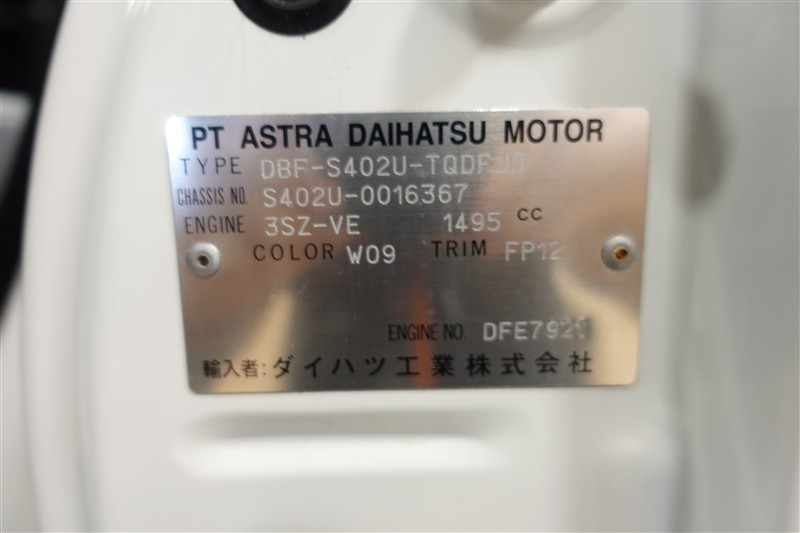 PT ASTRA DAIHATSU MOTOR
TYPE DBF-S402U-TQDFJD
CHASSIS NO. S402U-0016367
ENGINE 3SZ-VE 1495 cc
COLOR W09 TRIM FP12
ENGINE NO.
輸入者:ダイハツ工業株式会社